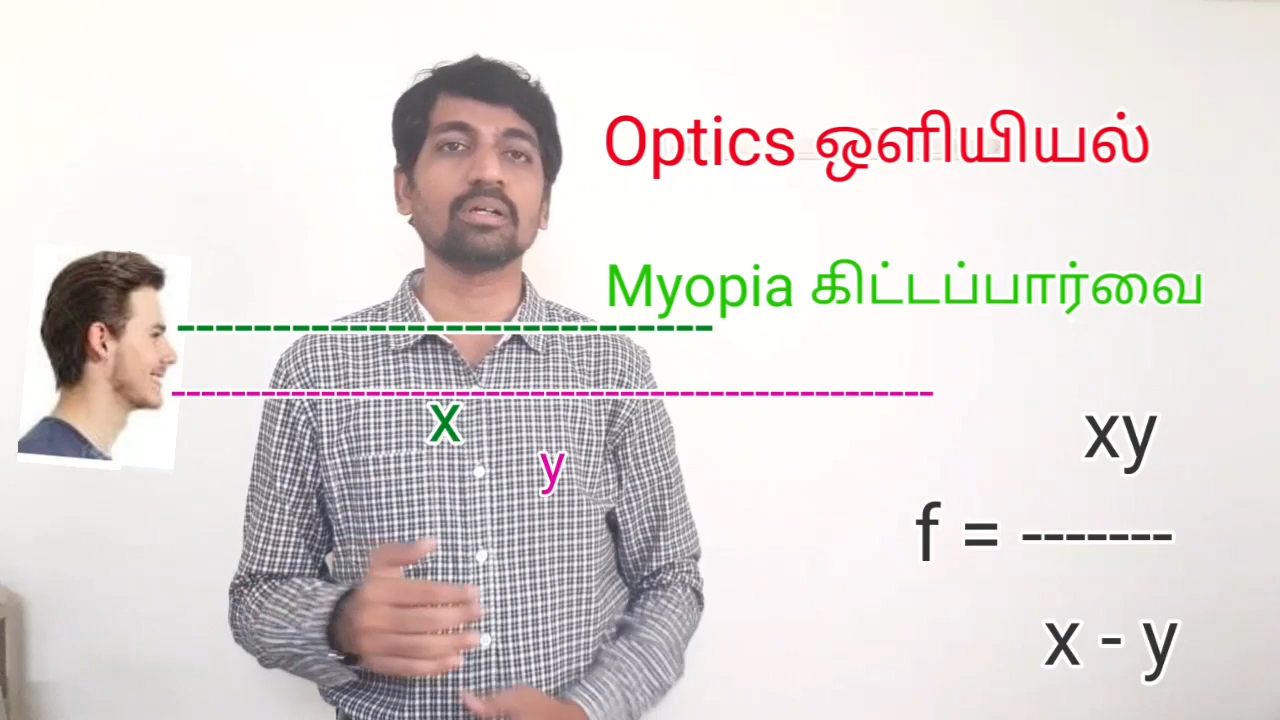 Optics ஒளியியல்
Myopia கிட்டப்பார்வை
x
y
xy
f = -------
x - y